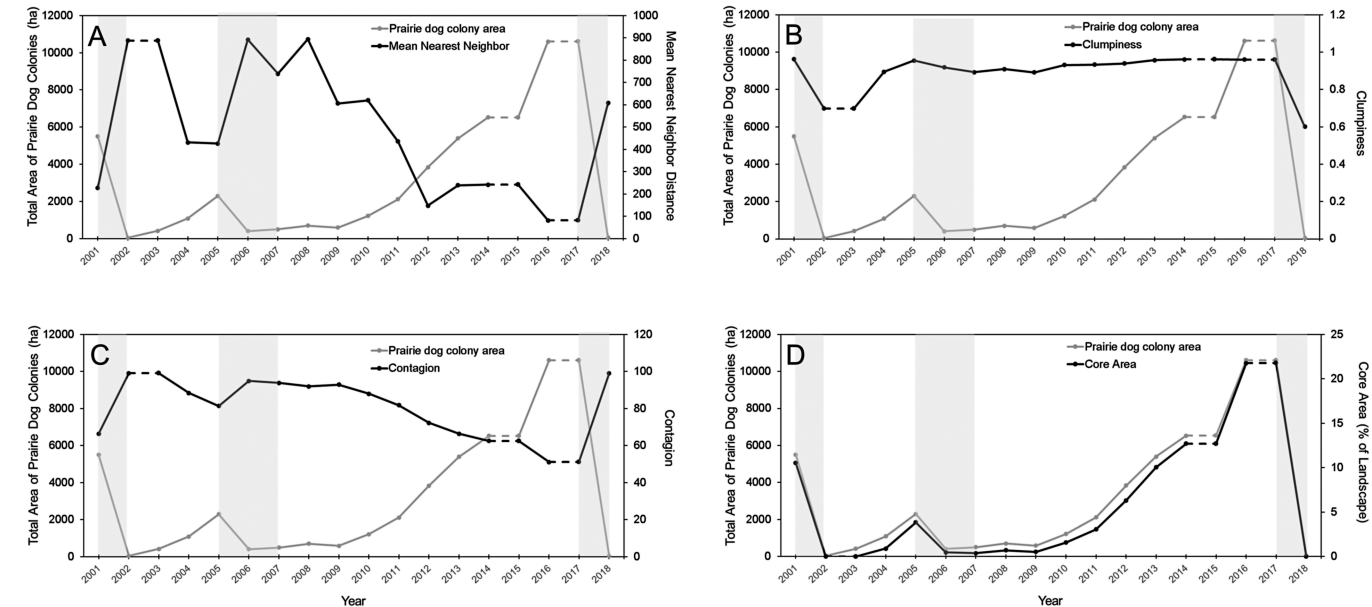 A
Total Area of Prairie Dog Colonies (ha)
12000
10000
8000
6000
4000
2000
0
Prairie dog colony area
Mean Nearest Neighbor
1000
900
800
700
600
500
400
300
200
100
0
Mean Nearest Neighbor Distance
2001 2002 2003 2004 2005 2006 2007 2008 2009 2010 2011 2012 2013 2014 2015 2016 2017 2018
B
Total Area of Prairie Dog Colonies (ha)
12000
10000
8000
6000
4000
2000
0
Prairie dog colony area
Clumpiness
1.2
1
0.8
0.6
0.4
0.2
0
Clumpiness
2001 2002 2003 2004 2005 2006 2007 2008 2009 2010 2011 2012 2013 2014 2015 2016 2017 2018
C
Total Area of Prairie Dog Colonies (ha)
12000
10000
8000
6000
4000
2000
0
Prairie dog colony area
Contagion
120
100
80
60
40
20
0
Contagion
2001 2002 2003 2004 2005 2006 2007 2008 2009 2010 2011 2012 2013 2014 2015 2016 2017 2018
Year
D
Total Area of Prairie Dog Colonies (ha)
12000
10000
8000
6000
4000
2000
0
Prairie dog colony area
Core Area
25
20
15
10
5
0
Core Area (% of Landscape)
2001 2002 2003 2004 2005 2006 2007 2008 2009 2010 2011 2012 2013 2014 2015 2016 2017 2018
Year